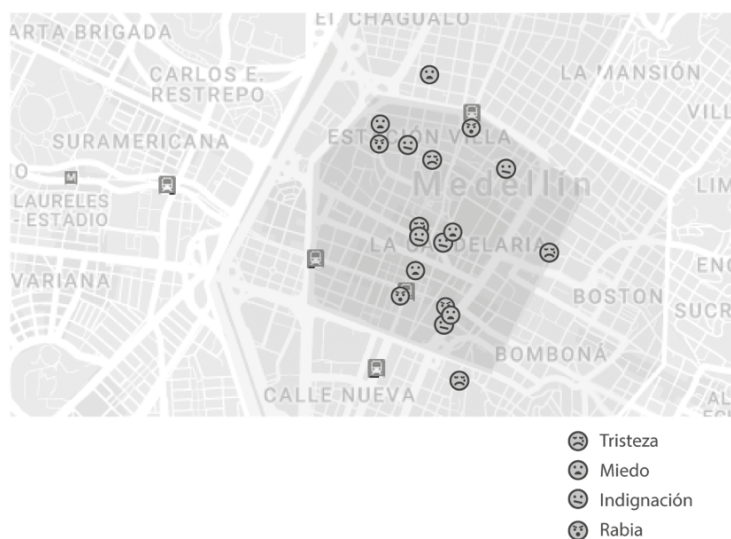 EL CHAGUALO
ARTA BRIGADA
CARLOS E.
RESTREPO
LA MANSIÓN
VILL
ESTACIÓN VILLA
SURAMERICANA
O
M
Medellín
LIM
LAURELES
- ESTADIO
LA CANDELARIA
ENC
VARIANA
BOSTON
SUCR
BOMBONÁ
CALLE NUEVA
AL
Tristeza
Miedo
Indignación
Rabia